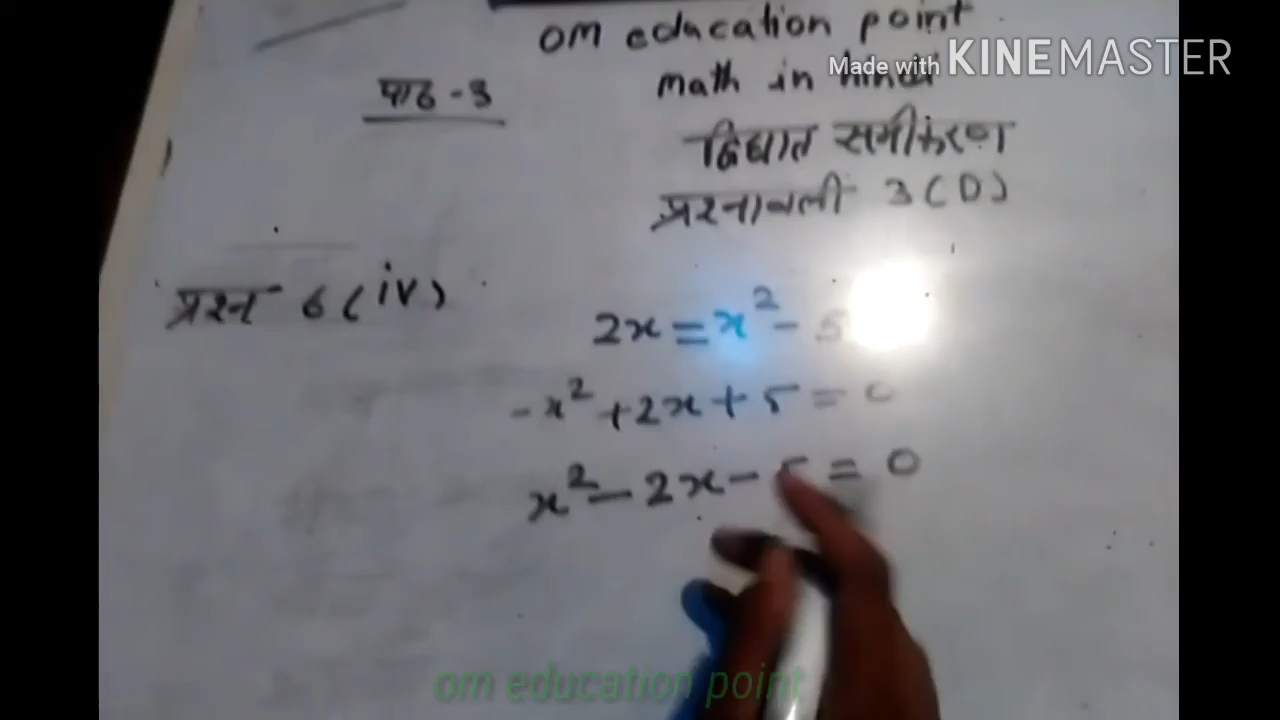 om education point
Made with KINEMASTER
पाठ - 3
math in hindi
द्विघात समीकरण
प्रश्नावली 3 (D)
प्रश्न 6 (iv)
2x = x² - 5
-x² + 2x + 5 = 0
x² - 2x - 5 = 0
om education point